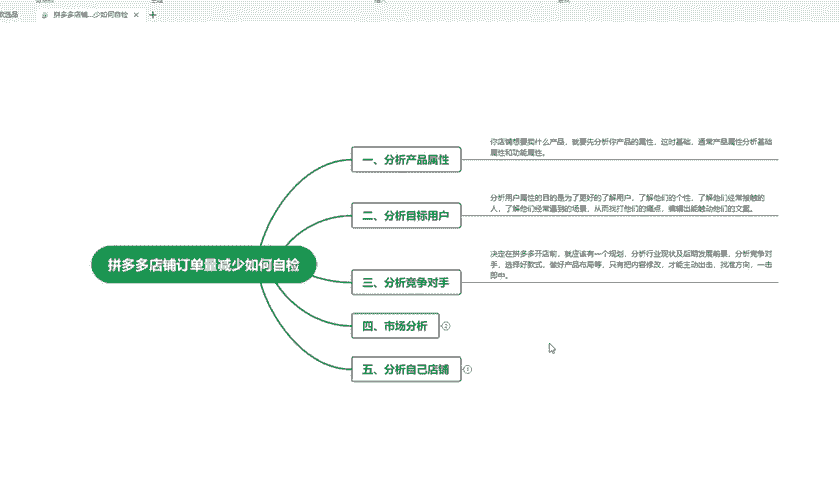 拼多多店铺...少如何自检
拼多多店铺订单量减少如何自检
一、分析产品属性
你店铺想要卖什么产品，就要先分析你产品的属性，这时基础，通常产品属性分析基础
属性和功能属性。
二、分析目标用户
分析用户属性的目的是为了更好的了解用户，了解他们的个性，了解他们经常接触的
人，了解他们经常遇到的场景，从而找打他们的痛点，编辑出能触动他们的文案。
三、分析竞争对手
决定在拼多多开店前，就应该有一个规划，分析行业现状及后期发展前景，分析竞争对
手，选择好款式，做好产品布局等，只有把内容修改，才能主动出击，找准方向，一击
即中。
四、市场分析
2
五、分析自己店铺